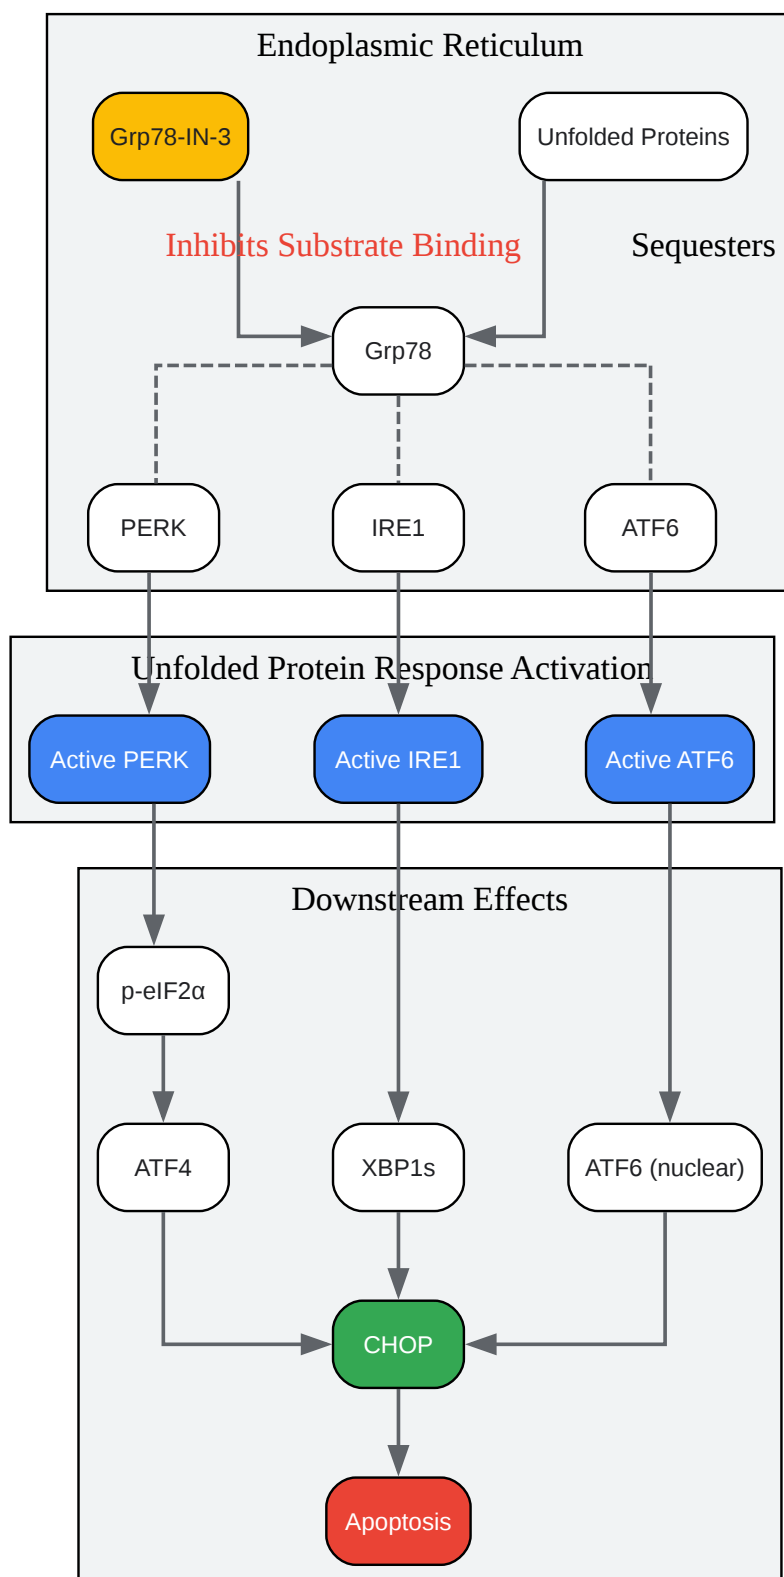 Endoplasmic Reticulum
Grp78-IN-3
Unfolded Proteins
Inhibits Substrate Binding
Sequesters
Grp78
PERK
IRE1
ATF6
Unfolded Protein Response Activation
Active PERK
Active IRE1
Active ATF6
Downstream Effects
p-eIF2α
ATF4
XBP1s
ATF6 (nuclear)
CHOP
Apoptosis